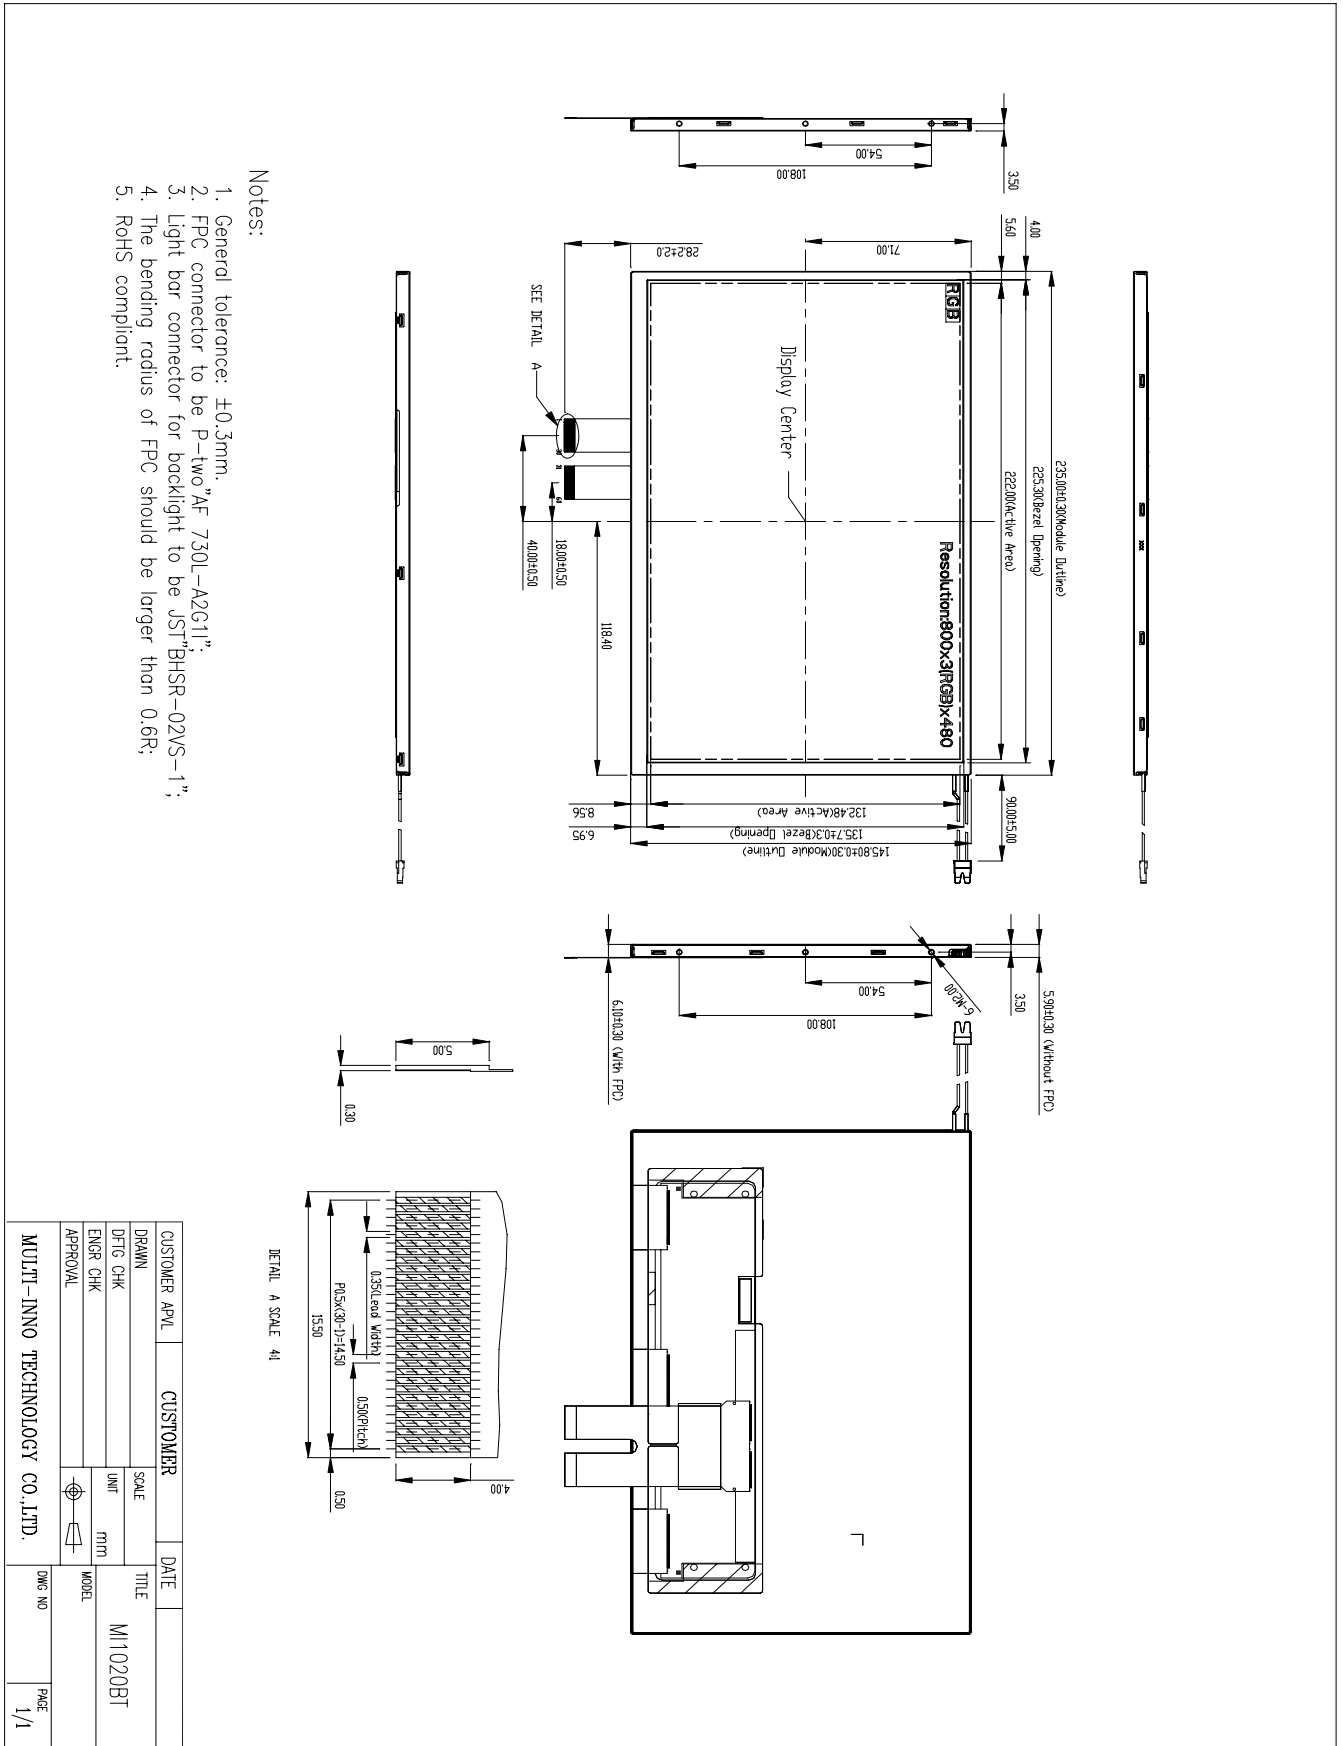 3.50
54.00
108.00
4.00
5.60
71.00
28.2±2.0
235.00±0.30(Module Outline)
225.30(Bezel Opening)
222.00(Active Area)
RGB
Resolution:800x3(RGB)x480
Display Center
SEE DETAIL A
1
30
31
60
18.00±0.50
40.00±0.50
118.40
90.00±5.00
132.48(Active Area)
8.56
135.7±0.3(Bezel Opening)
6.95
145.80±0.30(Module Outline)
XXX
5.90±0.30 (Without FPC)
3.50
6-M2.00
54.00
108.00
6.10±0.30 (With FPC)
5.00
0.30
0.35(Lead Width)
0.50(Pitch)
P0.5x(30-1)=14.50
15.50
0.50
4.00
DETAIL A SCALE 4:1
Notes:
1. General tolerance: ±0.3mm.
2. FPC connector to be P-two"AF 730L-A2G1I";
3. Light bar connector for backlight to be JST"BHSR-02VS-1";
4. The bending radius of FPC should be larger than 0.6R;
5. RoHS compliant.
CUSTOMER APVL
CUSTOMER
DATE
DRAWN
SCALE
TITLE
MI1020BT
DFTG CHK
UNIT
mm
ENGR CHK
MODEL
APPROVAL
MULTI-INNO TECHNOLOGY CO.,LTD.
DWG NO
PAGE
1/1